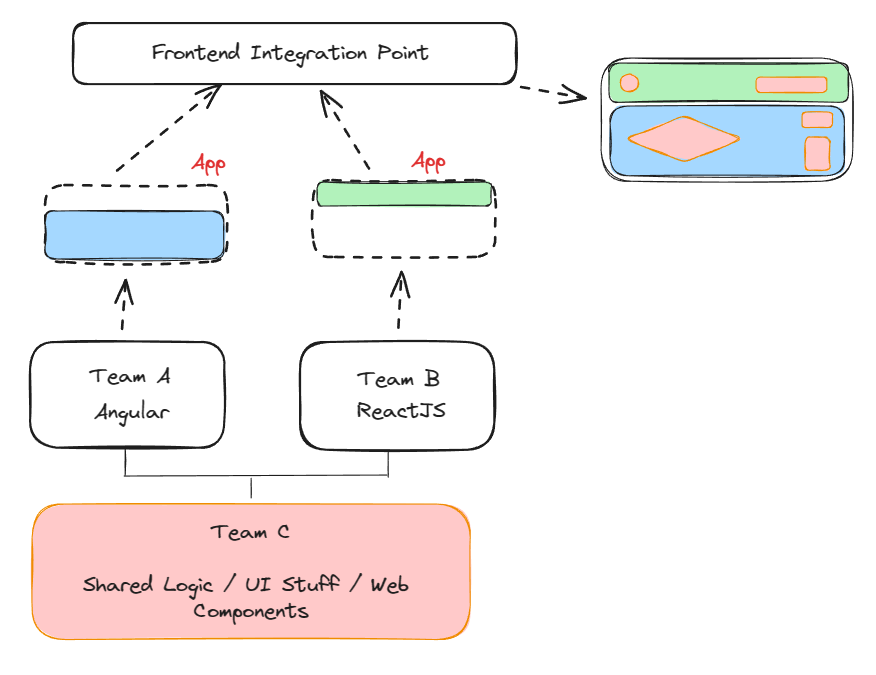 Frontend Integration Point
App
App
Team A
Angular
Team B
ReactJS
Team C
Shared Logic / UI Stuff / Web
Components